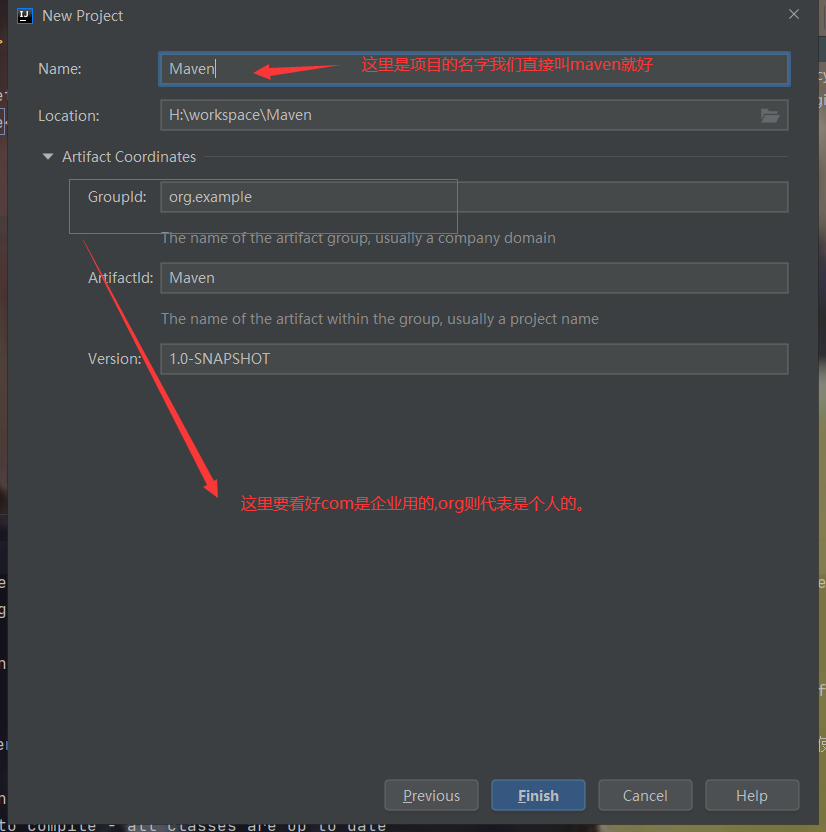 New Project
Name:
Maven
这里是项目的名字我们直接叫maven就好
Location:
H:\workspace\Maven
Artifact Coordinates
GroupId:
org.example
The name of the artifact group, usually a company domain
ArtifactId:
Maven
The name of the artifact within the group, usually a project name
Version:
1.0-SNAPSHOT
这里要看好com是企业用的,org则代表是个人的。
Previous
Finish
Cancel
Help
to compile - all classes are up to date